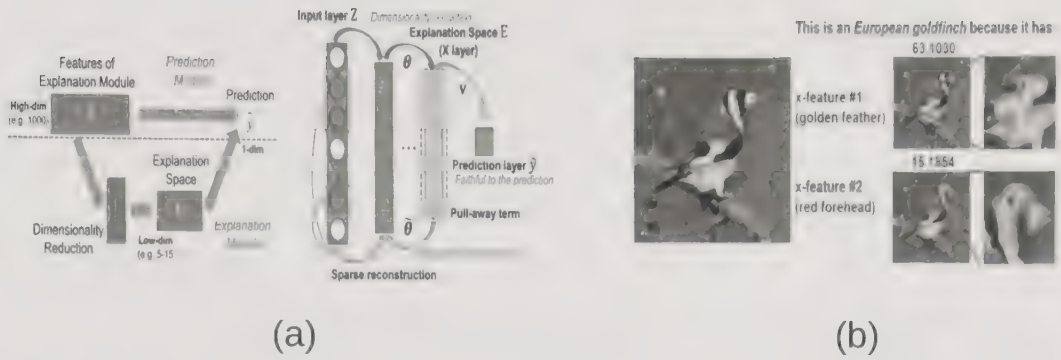 Features of
Explanation Module
Prediction
High-dim
(e.g. 1000-
Prediction
ŷ
1-dim
Explanation
Space
Dimensionality
Reduction
Low-dim
(e.g. 5-15
Explanation
Input layer Z
Dimensionality
Explanation Space E
(X layer)
θ
v
...
Prediction layer ŷ
Faithful to the prediction
Pull-away term
θ̃
Sparse reconstruction
(a)
This is an European goldfinch because it has
63.1030
x-feature #1
(golden feather)
15.1854
x-feature #2
(red forehead)
(b)